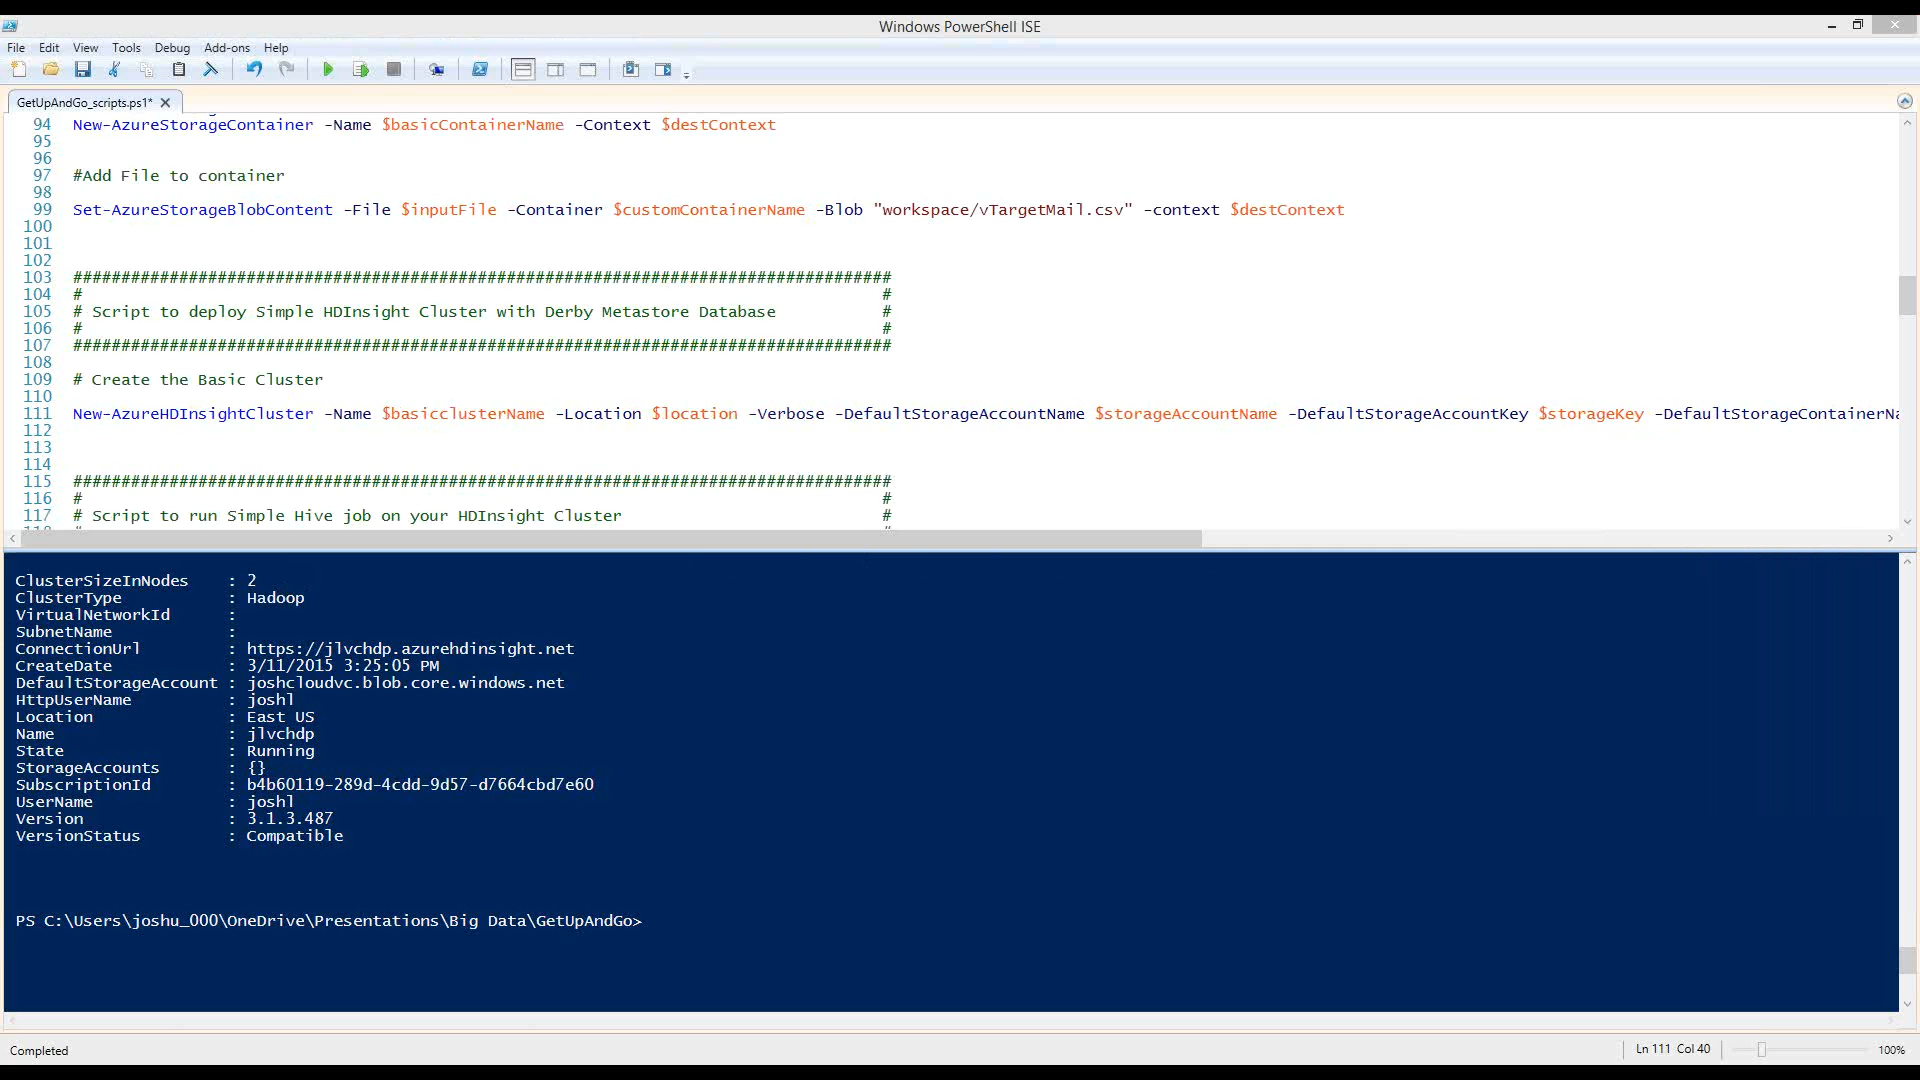 Windows PowerShell ISE
File Edit View Tools Debug Add-ons Help
GetUpAndGo_scripts.ps1*
94 New-AzureStorageContainer -Name $basicContainerName -Context $destContext
95
96
97 #Add File to container
98
99 Set-AzureStorageBlobContent -File $inputFile -Container $customContainerName -Blob "workspace/vTargetMail.csv" -context $destContext
100
101
102
103 #####################################################################################
104 # #
105 # Script to deploy Simple HDInsight Cluster with Derby Metastore Database #
106 # #
107 #####################################################################################
108
109 # Create the Basic Cluster
110
111 New-AzureHDInsightCluster -Name $basicclusterName -Location $location -Verbose -DefaultStorageAccountName $storageAccountName -DefaultStorageAccountKey $storageKey -DefaultStorageContainerNa
112
113
114
115 #####################################################################################
116 # #
117 # Script to run Simple Hive job on your HDInsight Cluster #
ClusterSizeInNodes : 2
ClusterType : Hadoop
VirtualNetworkId :
SubnetName :
ConnectionUrl : https://jlvchdp.azurehdinsight.net
CreateDate : 3/11/2015 3:25:05 PM
DefaultStorageAccount : joshcloudvc.blob.core.windows.net
HttpUserName : joshl
Location : East US
Name : jlvchdp
State : Running
StorageAccounts : {}
SubscriptionId : b4b60119-289d-4cdd-9d57-d7664cbd7e60
UserName : joshl
Version : 3.1.3.487
VersionStatus : Compatible
PS C:\Users\joshu_000\OneDrive\Presentations\Big Data\GetUpAndGo>
Completed
Ln 111 Col 40
100%